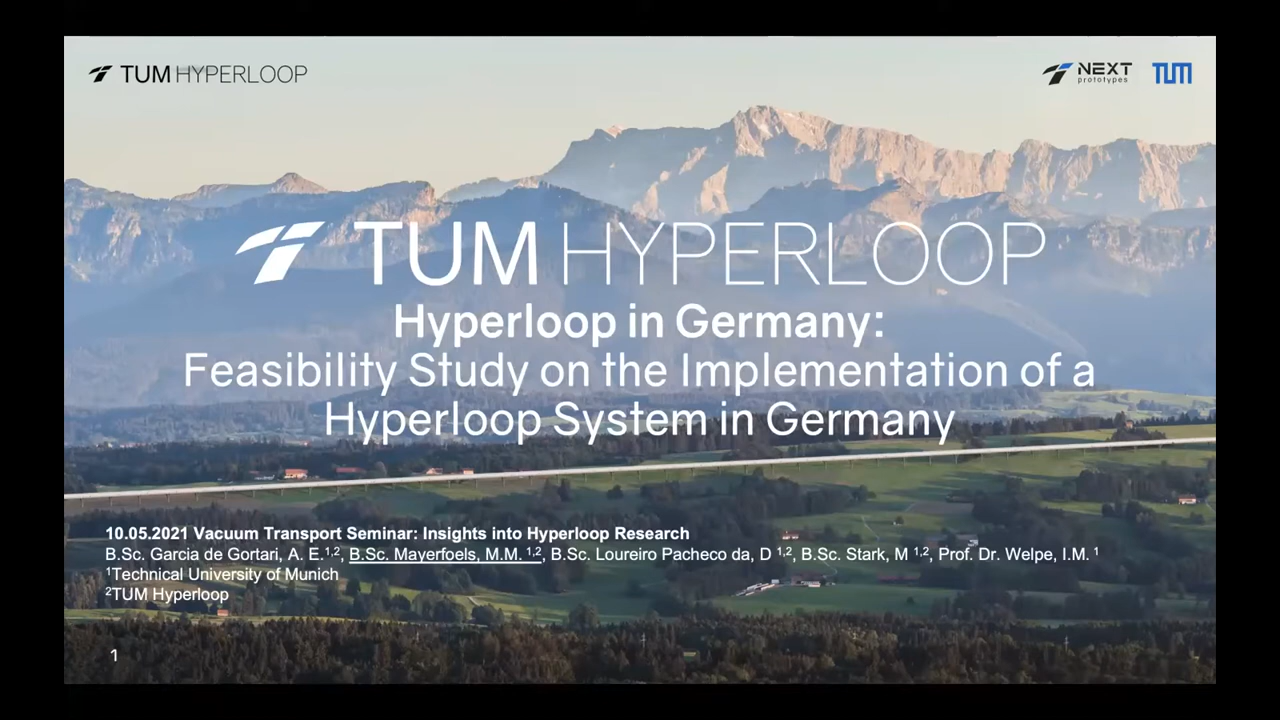 TUM HYPERLOOP
NEXT
prototypes
TUM
TUM HYPERLOOP
Hyperloop in Germany:
Feasibility Study on the Implementation of a
Hyperloop System in Germany
10.05.2021 Vacuum Transport Seminar: Insights into Hyperloop Research
B.Sc. Garcia de Gortari, A. E.¹,², B.Sc. Mayerfoels, M.M. ¹,², B.Sc. Loureiro Pacheco da, D ¹,², B.Sc. Stark, M ¹,², Prof. Dr. Welpe, I.M. ¹
¹Technical University of Munich
²TUM Hyperloop
1